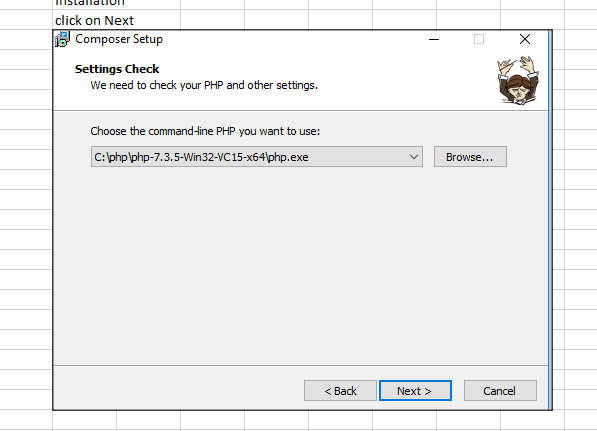 Installation
click on Next
Composer Setup
Settings Check
We need to check your PHP and other settings.
Choose the command-line PHP you want to use:
C:\php\php-7.3.5-Win32-VC15-x64\php.exe
Browse...
< Back
Next >
Cancel